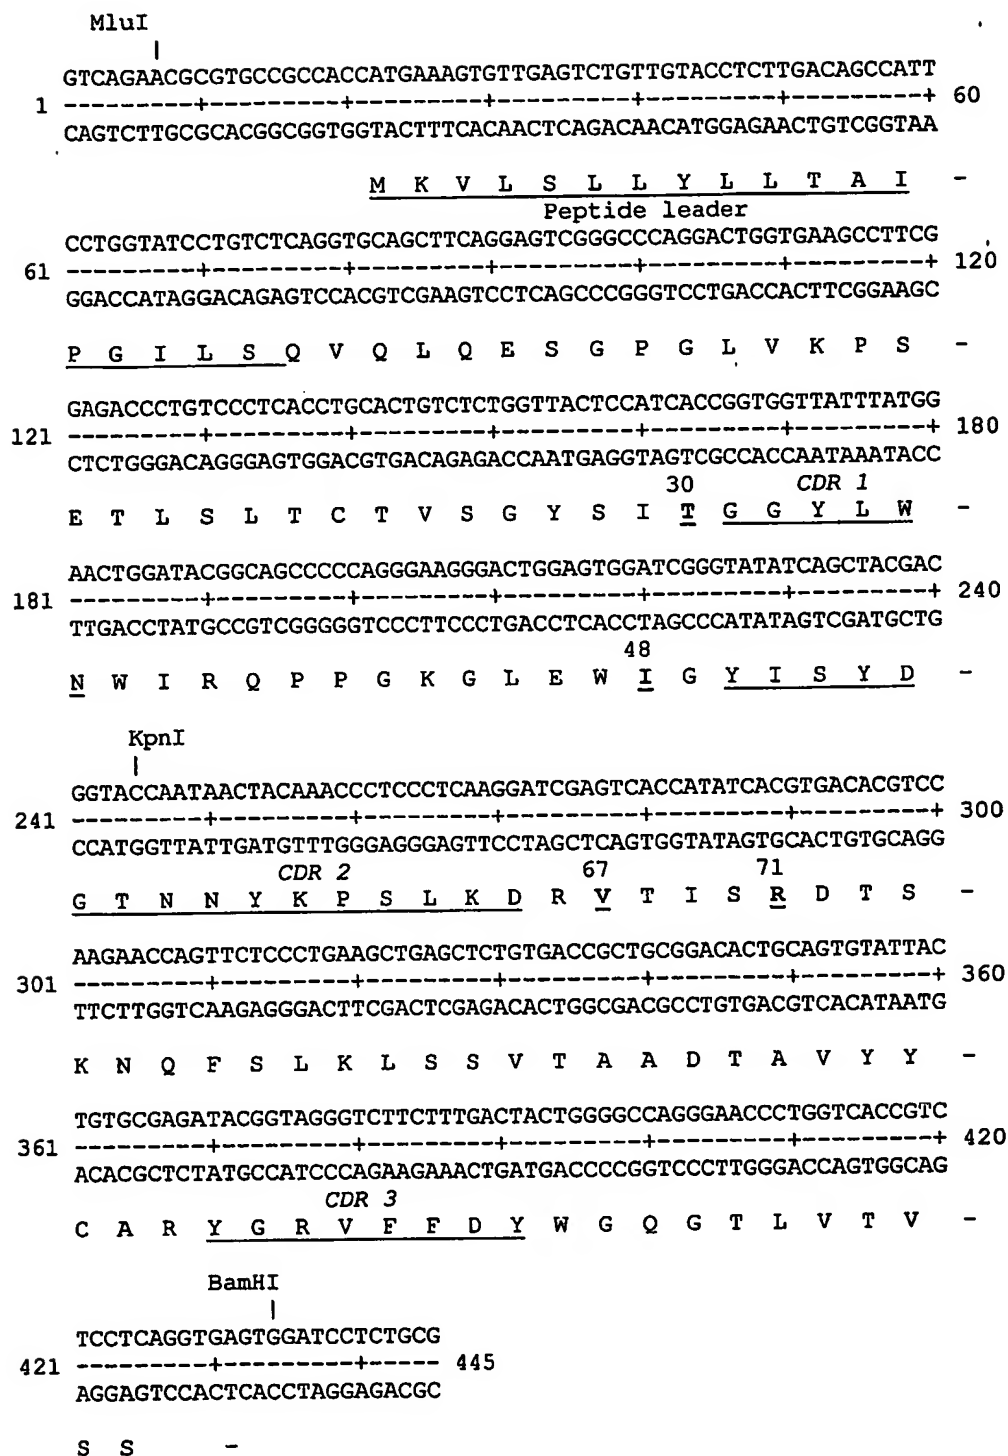 MluI
|
GTCAGAACGCGTGCCGCCACCATGAAAGTGTTGAGTCTGTTGTACCTCTTGACAGCCATT
1 ---------+---------+---------+---------+---------+---------+ 60
CAGTCTTGCGCACGGCGGTGGTACTTTCACAACTCAGACAACATGGAGAACTGTCGGTAA
M K V L S L L Y L L T A I -
Peptide leader
CCTGGTATCCTGTCTCAGGTGCAGCTTCAGGAGTCGGGCCCAGGACTGGTGAAGCCTTCG
61 ---------+---------+---------+---------+---------+---------+ 120
GGACCATAGGACAGAGTCCACGTCGAAGTCCTCAGCCCGGGTCCTGACCACTTCGGAAGC
P G I L S Q V Q L Q E S G P G L V K P S -
GAGACCCTGTCCCTCACCTGCACTGTCTCTGGTTACTCCATCACCGGTGGTTATTTATGG
121 ---------+---------+---------+---------+---------+---------+ 180
CTCTGGGACAGGGAGTGGACGTGACAGAGACCAATGAGGTAGTCGCCACCAATAAATACC
30 CDR 1
E T L S L T C T V S G Y S I T G G Y L W -
AACTGGATACGGCAGCCCCCAGGGAAGGGACTGGAGTGGATCGGGTATATCAGCTACGAC
181 ---------+---------+---------+---------+---------+---------+ 240
TTGACCTATGCCGTCGGGGGTCCCTTCCCTGACCTCACCTAGCCCATATAGTCGATGCTG
48
N W I R Q P P G K G L E W I G Y I S Y D -
KpnI
|
GGTACCAATAACTACAAACCCTCCCTCAAGGATCGAGTCACCATATCACGTGACACGTCC
241 ---------+---------+---------+---------+---------+---------+ 300
CCATGGTTATTGATGTTTGGGAGGGAGTTCCTAGCTCAGTGGTATAGTGCACTGTGCAGG
CDR 2 67 71
G T N N Y K P S L K D R V T I S R D T S -
AAGAACCAGTTCTCCCTGAAGCTGAGCTCTGTGACCGCTGCGGACACTGCAGTGTATTAC
301 ---------+---------+---------+---------+---------+---------+ 360
TTCTTGGTCAAGAGGGACTTCGACTCGAGACACTGGCGACGCCTGTGACGTCACATAATG
K N Q F S L K L S S V T A A D T A V Y Y -
TGTGCGAGATACGGTAGGGTCTTCTTTGACTACTGGGGCCAGGGAACCCTGGTCACCGTC
361 ---------+---------+---------+---------+---------+---------+ 420
ACACGCTCTATGCCATCCCAGAAGAAACTGATGACCCCGGTCCCTTGGGACCAGTGGCAG
CDR 3
C A R Y G R V F F D Y W G Q G T L V T V -
BamHI
|
TCCTCAGGTGAGTGGATCCTCTGCG
421 ---------+---------+----- 445
AGGAGTCCACTCACCTAGGAGACGC
S S -